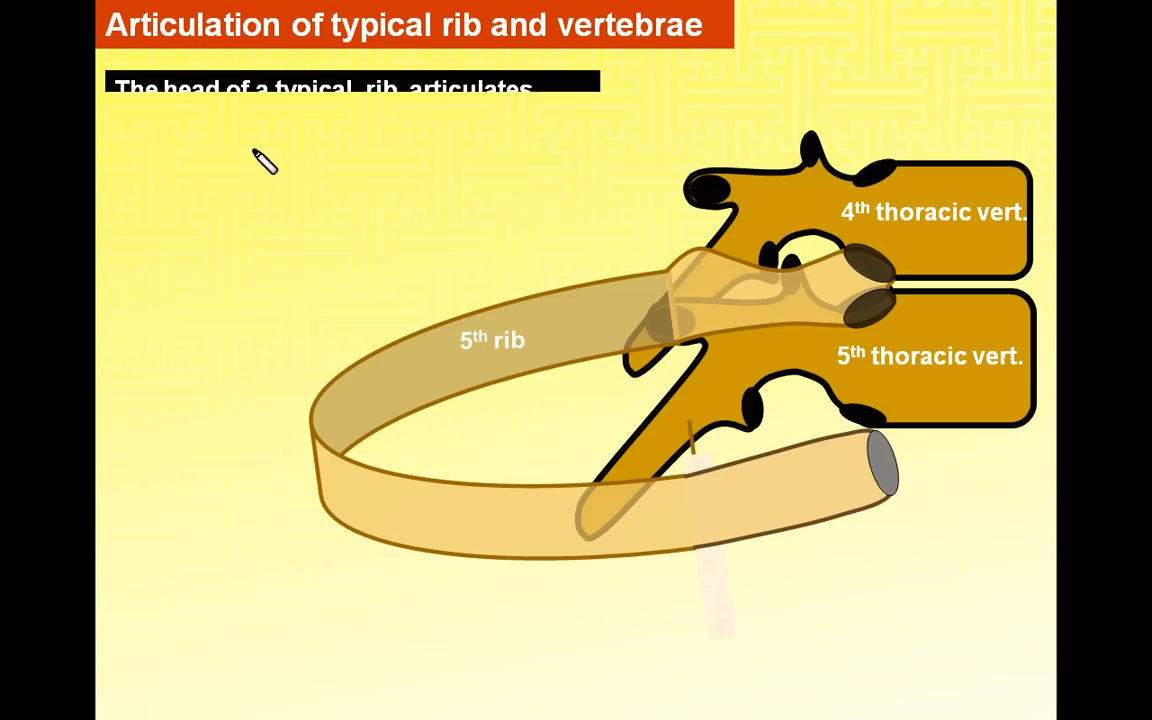 Articulation of typical rib and vertebrae
The head of a typical rib articulates
4th thoracic vert.
5th rib
5th thoracic vert.